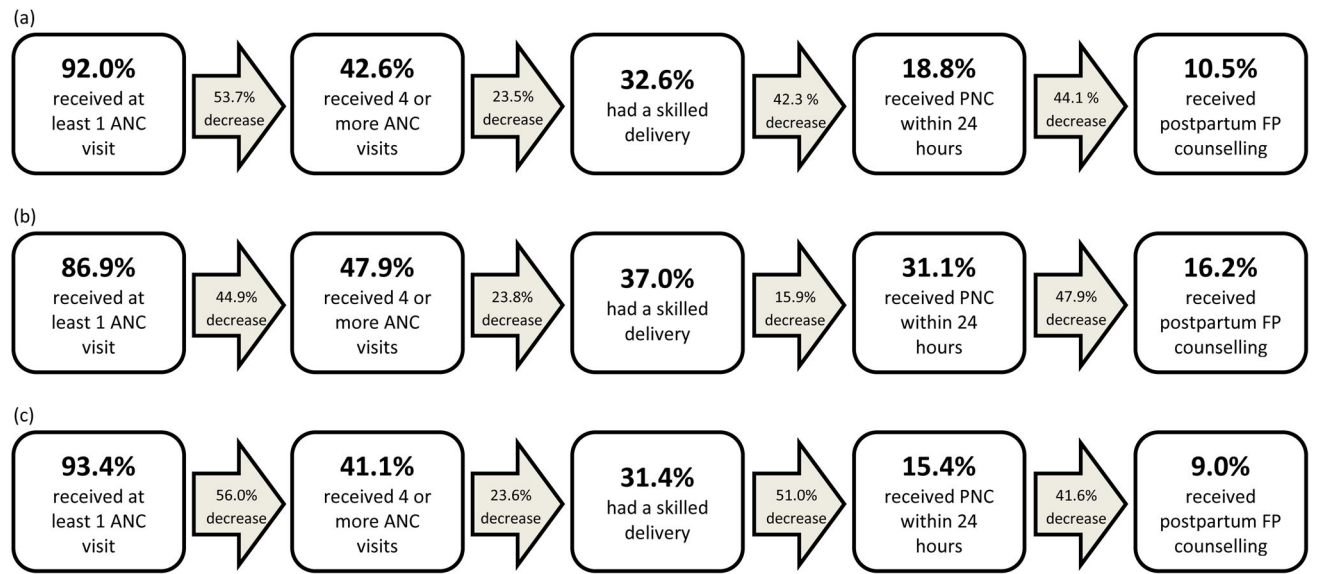 (a)
92.0%
received at
least 1 ANC
visit
53.7%
decrease
42.6%
received 4 or
more ANC
visits
23.5%
decrease
32.6%
had a skilled
delivery
42.3 %
decrease
18.8%
received PNC
within 24
hours
44.1 %
decrease
10.5%
received
postpartum FP
counselling
(b)
86.9%
received at
least 1 ANC
visit
44.9%
decrease
47.9%
received 4 or
more ANC
visits
23.8%
decrease
37.0%
had a skilled
delivery
15.9%
decrease
31.1%
received PNC
within 24
hours
47.9%
decrease
16.2%
received
postpartum FP
counselling
(c)
93.4%
received at
least 1 ANC
visit
56.0%
decrease
41.1%
received 4 or
more ANC
visits
23.6%
decrease
31.4%
had a skilled
delivery
51.0%
decrease
15.4%
received PNC
within 24
hours
41.6%
decrease
9.0%
received
postpartum FP
counselling